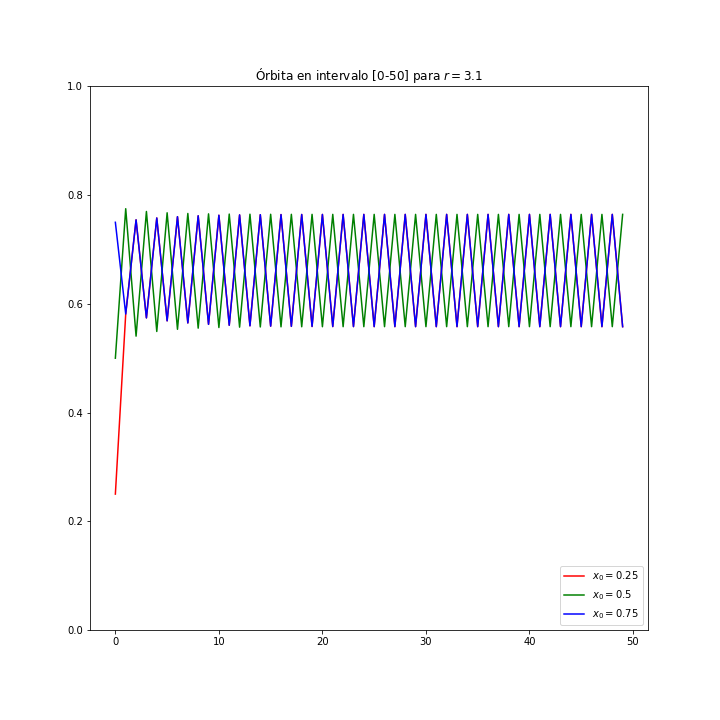 Órbita en intervalo [0-50] para $r = 3.1$
1.0
0.8
0.6
0.4
0.2
0.0
0 10 20 30 40 50
x₀ = 0.25
x₀ = 0.5
x₀ = 0.75